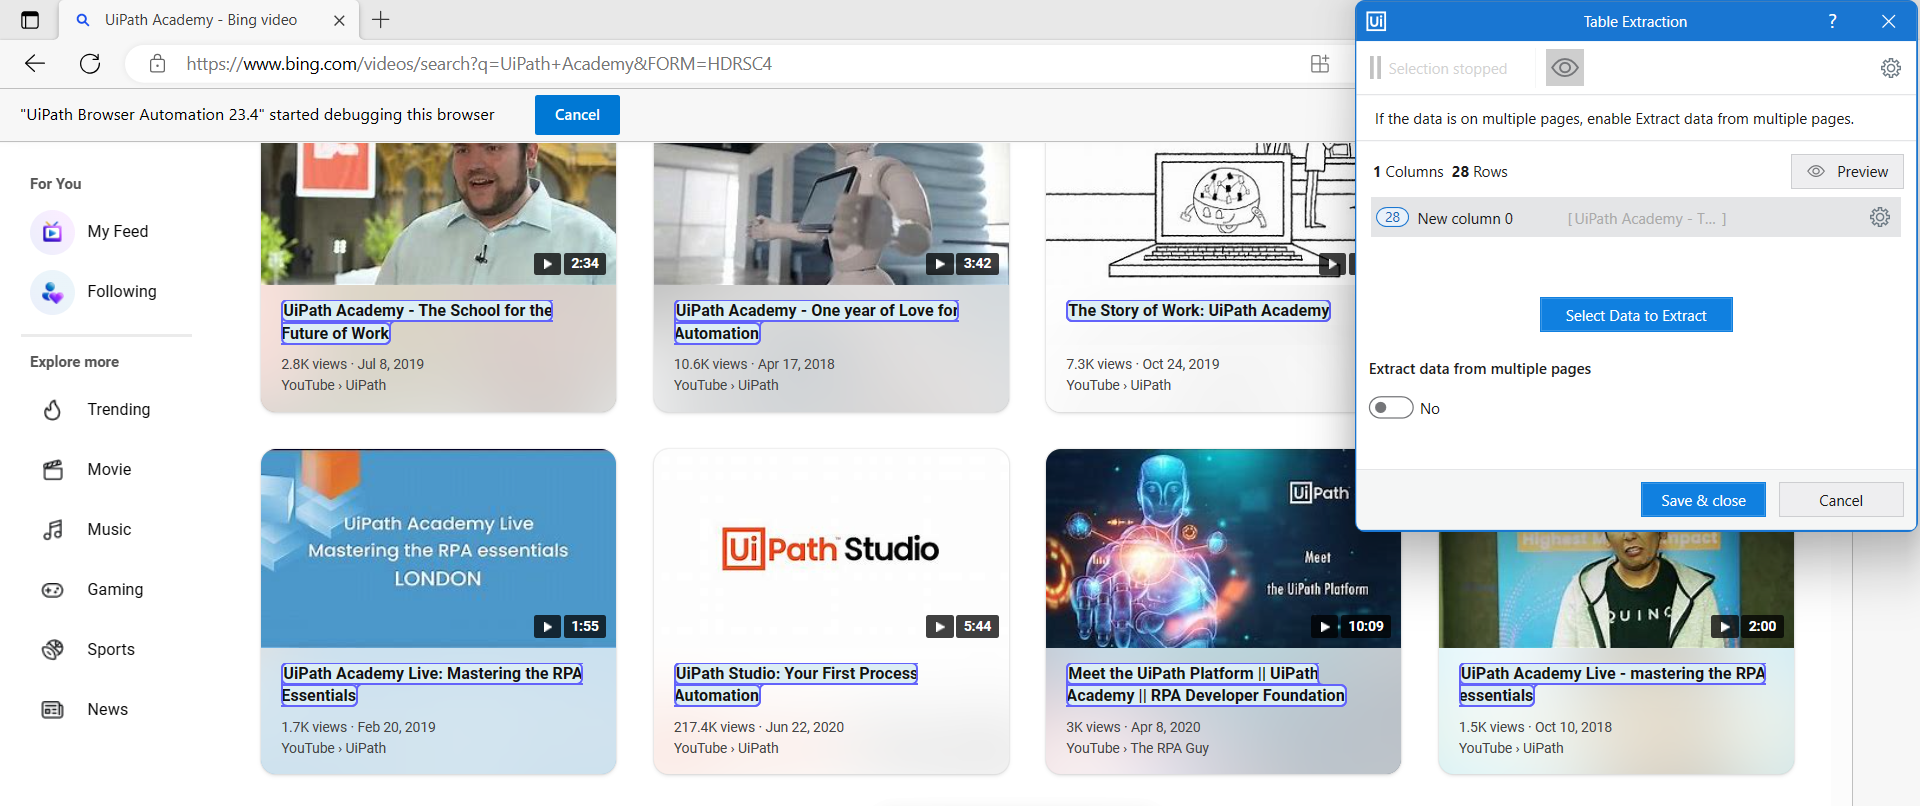 UiPath Academy - Bing video
https://www.bing.com/videos/search?q=UiPath+Academy&FORM=HDRSC4
"UiPath Browser Automation 23.4" started debugging this browser
Cancel
For You
My Feed
Following
Explore more
Trending
Movie
Music
Gaming
Sports
News
2:34
UiPath Academy - The School for the
Future of Work
2.8K views · Jul 8, 2019
YouTube › UiPath
3:42
UiPath Academy - One year of Love for
Automation
10.6K views · Apr 17, 2018
YouTube › UiPath
The Story of Work: UiPath Academy
7.3K views · Oct 24, 2019
YouTube › UiPath
UiPath Academy Live
Mastering the RPA essentials
LONDON
1:55
UiPath Academy Live: Mastering the RPA
Essentials
1.7K views · Feb 20, 2019
YouTube › UiPath
UiPath™ Studio
5:44
UiPath Studio: Your First Process
Automation
217.4K views · Jun 22, 2020
YouTube › UiPath
UiPath
Meet
the UiPath Platform
10:09
Meet the UiPath Platform || UiPath
Academy || RPA Developer Foundation
3K views · Apr 8, 2020
YouTube › The RPA Guy
QUINC
2:00
UiPath Academy Live - mastering the RPA
essentials
1.5K views · Oct 10, 2018
YouTube › UiPath
Ui
Table Extraction
?
Selection stopped
If the data is on multiple pages, enable Extract data from multiple pages.
1 Columns 28 Rows
Preview
28 New column 0 [UiPath Academy - T... ]
Select Data to Extract
Extract data from multiple pages
No
Save & close
Cancel